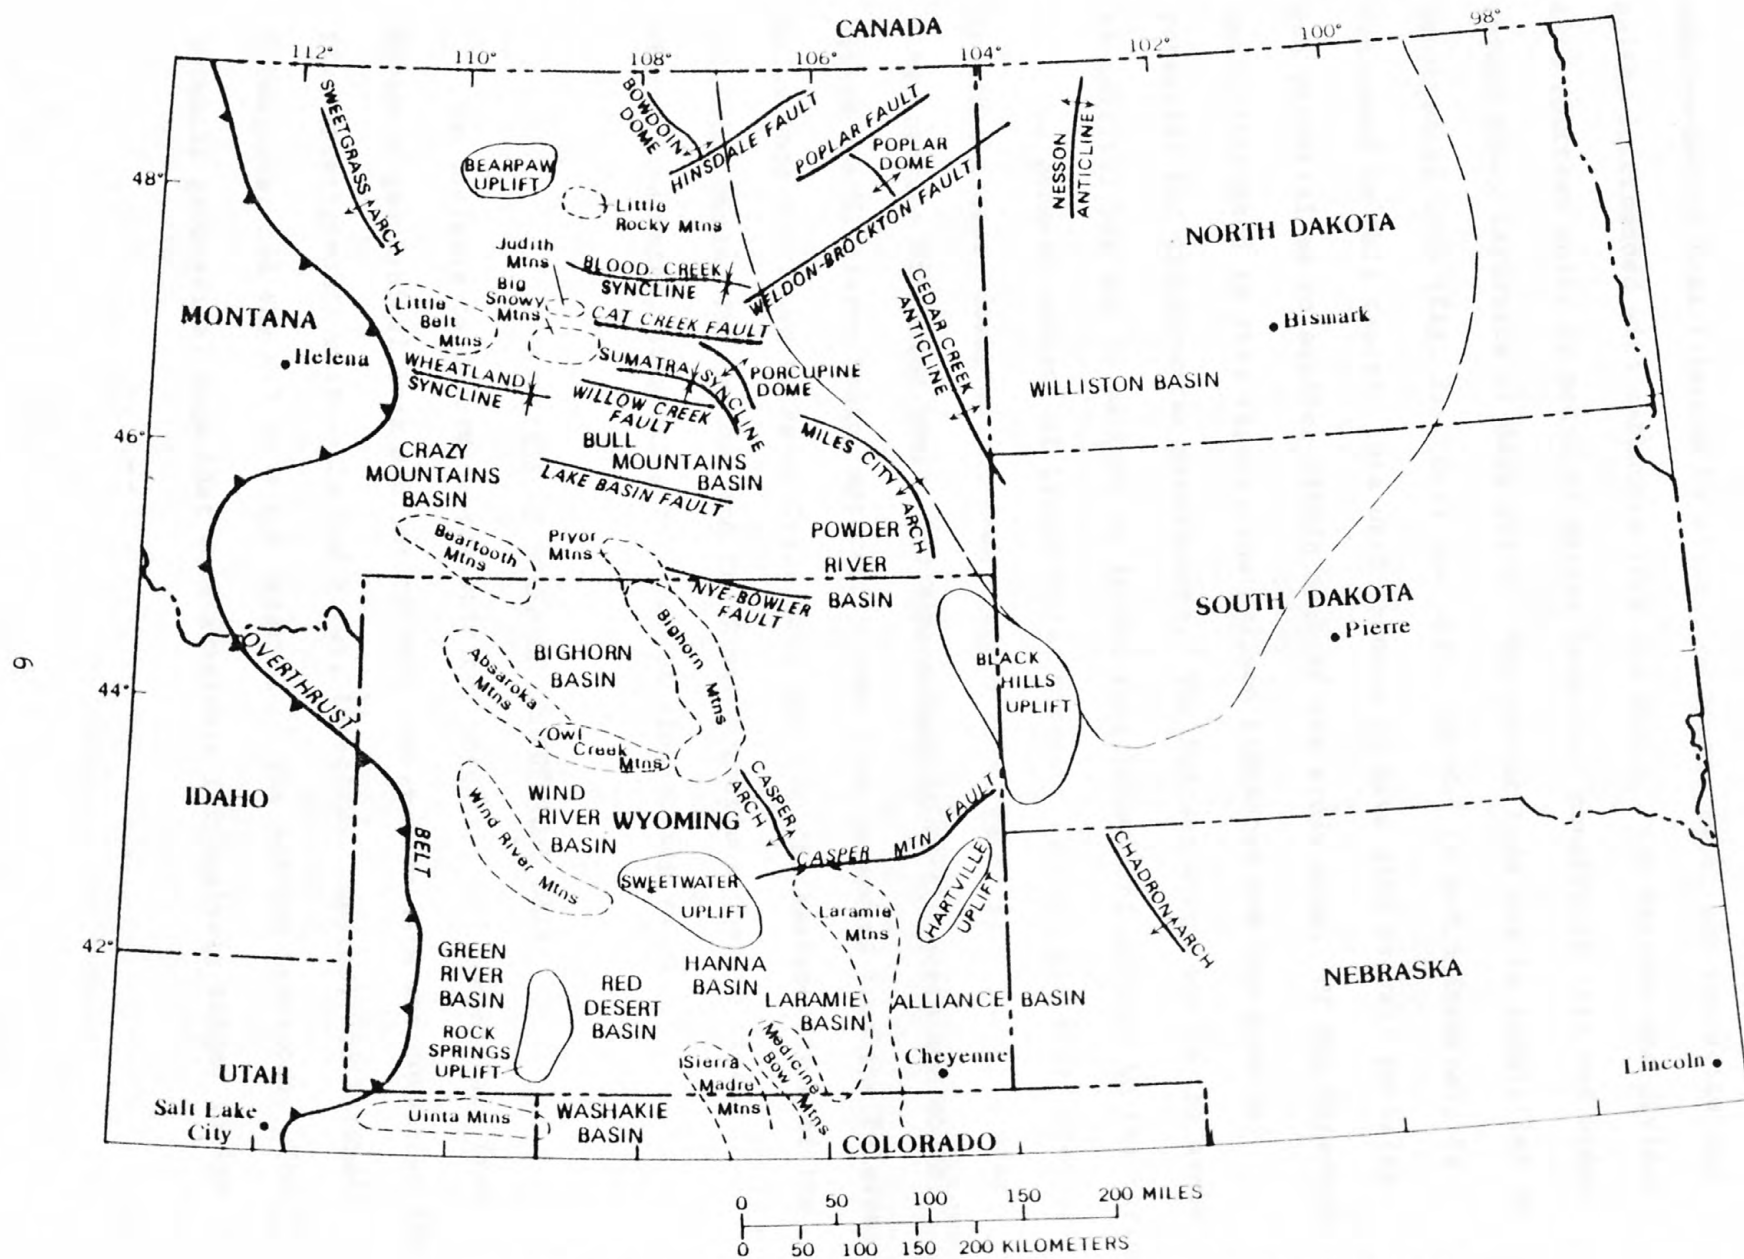 CANADA
112°
110°
108°
106°
104°
102°
100°
98°
48°
46°
44°
42°
SWEETGRASS ARCH
BEARPAW
UPLIFT
BOWDOIN
DOME
HINSDALE FAULT
POPLAR FAULT
POPLAR
DOME
WELDON-BROCKTON FAULT
NESSON
ANTICLINE
Little
Rocky Mtns
Judith
Mtns
Big
Snowy
Mtns
BLOOD CREEK
SYNCLINE
CAT CREEK FAULT
NORTH DAKOTA
Bismark
MONTANA
Helena
Little
Belt
Mtns
WHEATLAND
SYNCLINE
SUMATRA SYNCLINE
WILLOW CREEK
FAULT
PORCUPINE
DOME
CEDAR CREEK
ANTICLINE
WILLISTON BASIN
CRAZY
MOUNTAINS
BASIN
BULL
MOUNTAINS
BASIN
LAKE BASIN FAULT
MILES CITY ARCH
Beartooth
Mtns
Pryor
Mtns
NYE-BOWLER
FAULT
POWDER
RIVER
BASIN
SOUTH DAKOTA
Pierre
OVERTHRUST BELT
Absaroka
Mtns
BIGHORN
BASIN
Bighorn Mtns
BLACK
HILLS
UPLIFT
Owl
Creek
Mtns
6
IDAHO
Wind River Mtns
WIND
RIVER
BASIN
WYOMING
CASPER
ARCH
CASPER MTN FAULT
SWEETWATER
UPLIFT
Laramie
Mtns
HARTVILLE
UPLIFT
CHADRON ARCH
GREEN
RIVER
BASIN
RED
DESERT
BASIN
HANNA
BASIN
LARAMIE
BASIN
ALLIANCE BASIN
NEBRASKA
ROCK
SPRINGS
UPLIFT
Sierra
Madre
Mtns
Medicine
Bow Mtns
Cheyenne
Lincoln
UTAH
Salt Lake
City
Uinta Mtns
WASHAKIE
BASIN
COLORADO
0 50 100 150 200 MILES
0 50 100 150 200 KILOMETERS